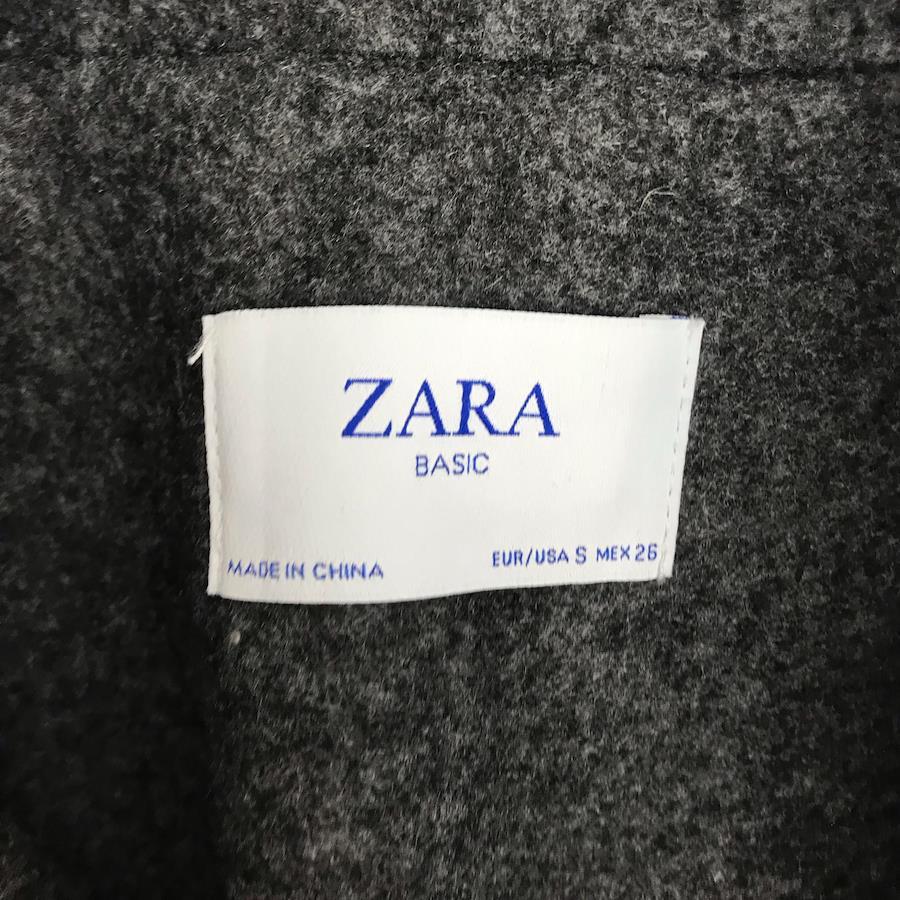 ZARA
BASIC
MADE IN CHINA
EUR/USA S MEX 26